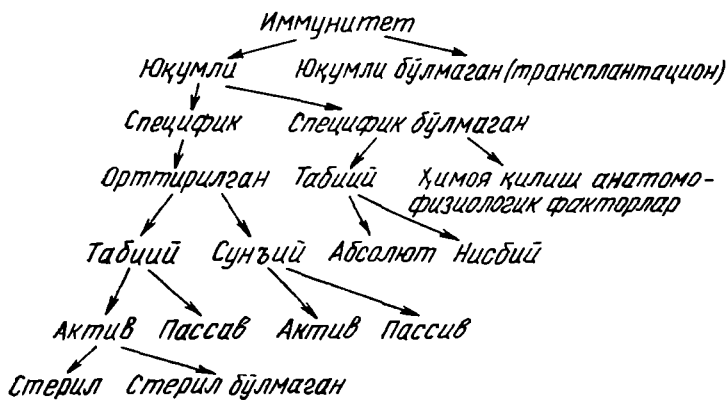 Иммунитет
Юқумли Юқумли бўлмаган (трансплантацион)
Специфик Специфик бўлмаган
Орттирилган Табиий Ҳимоя қилиш анатомо-
физиологик факторлар
Табиий Сунъий Абсолют Нисбий
Актив Пассав Актив Пассив
Стерил Стерил бўлмаган